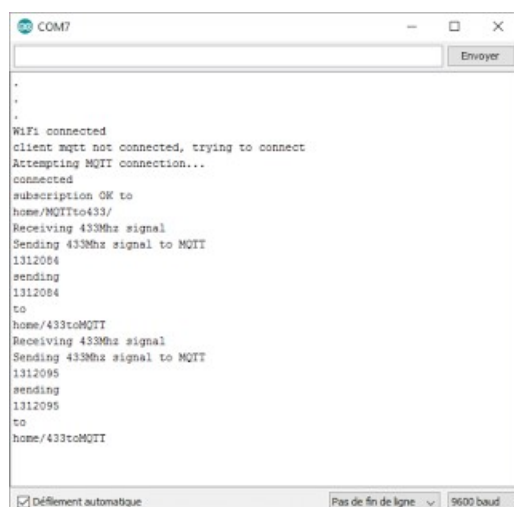 COM7
Envoyer
.
.
.
WiFi connected
client mqtt not connected, trying to connect
Attempting MQTT connection...
connected
subscription OK to
home/MQTTto433/
Receiving 433Mhz signal
Sending 433Mhz signal to MQTT
1312084
sending
1312084
to
home/433toMQTT
Receiving 433Mhz signal
Sending 433Mhz signal to MQTT
1312095
sending
1312095
to
home/433toMQTT
Défilement automatique
Pas de fin de ligne
9600 baud